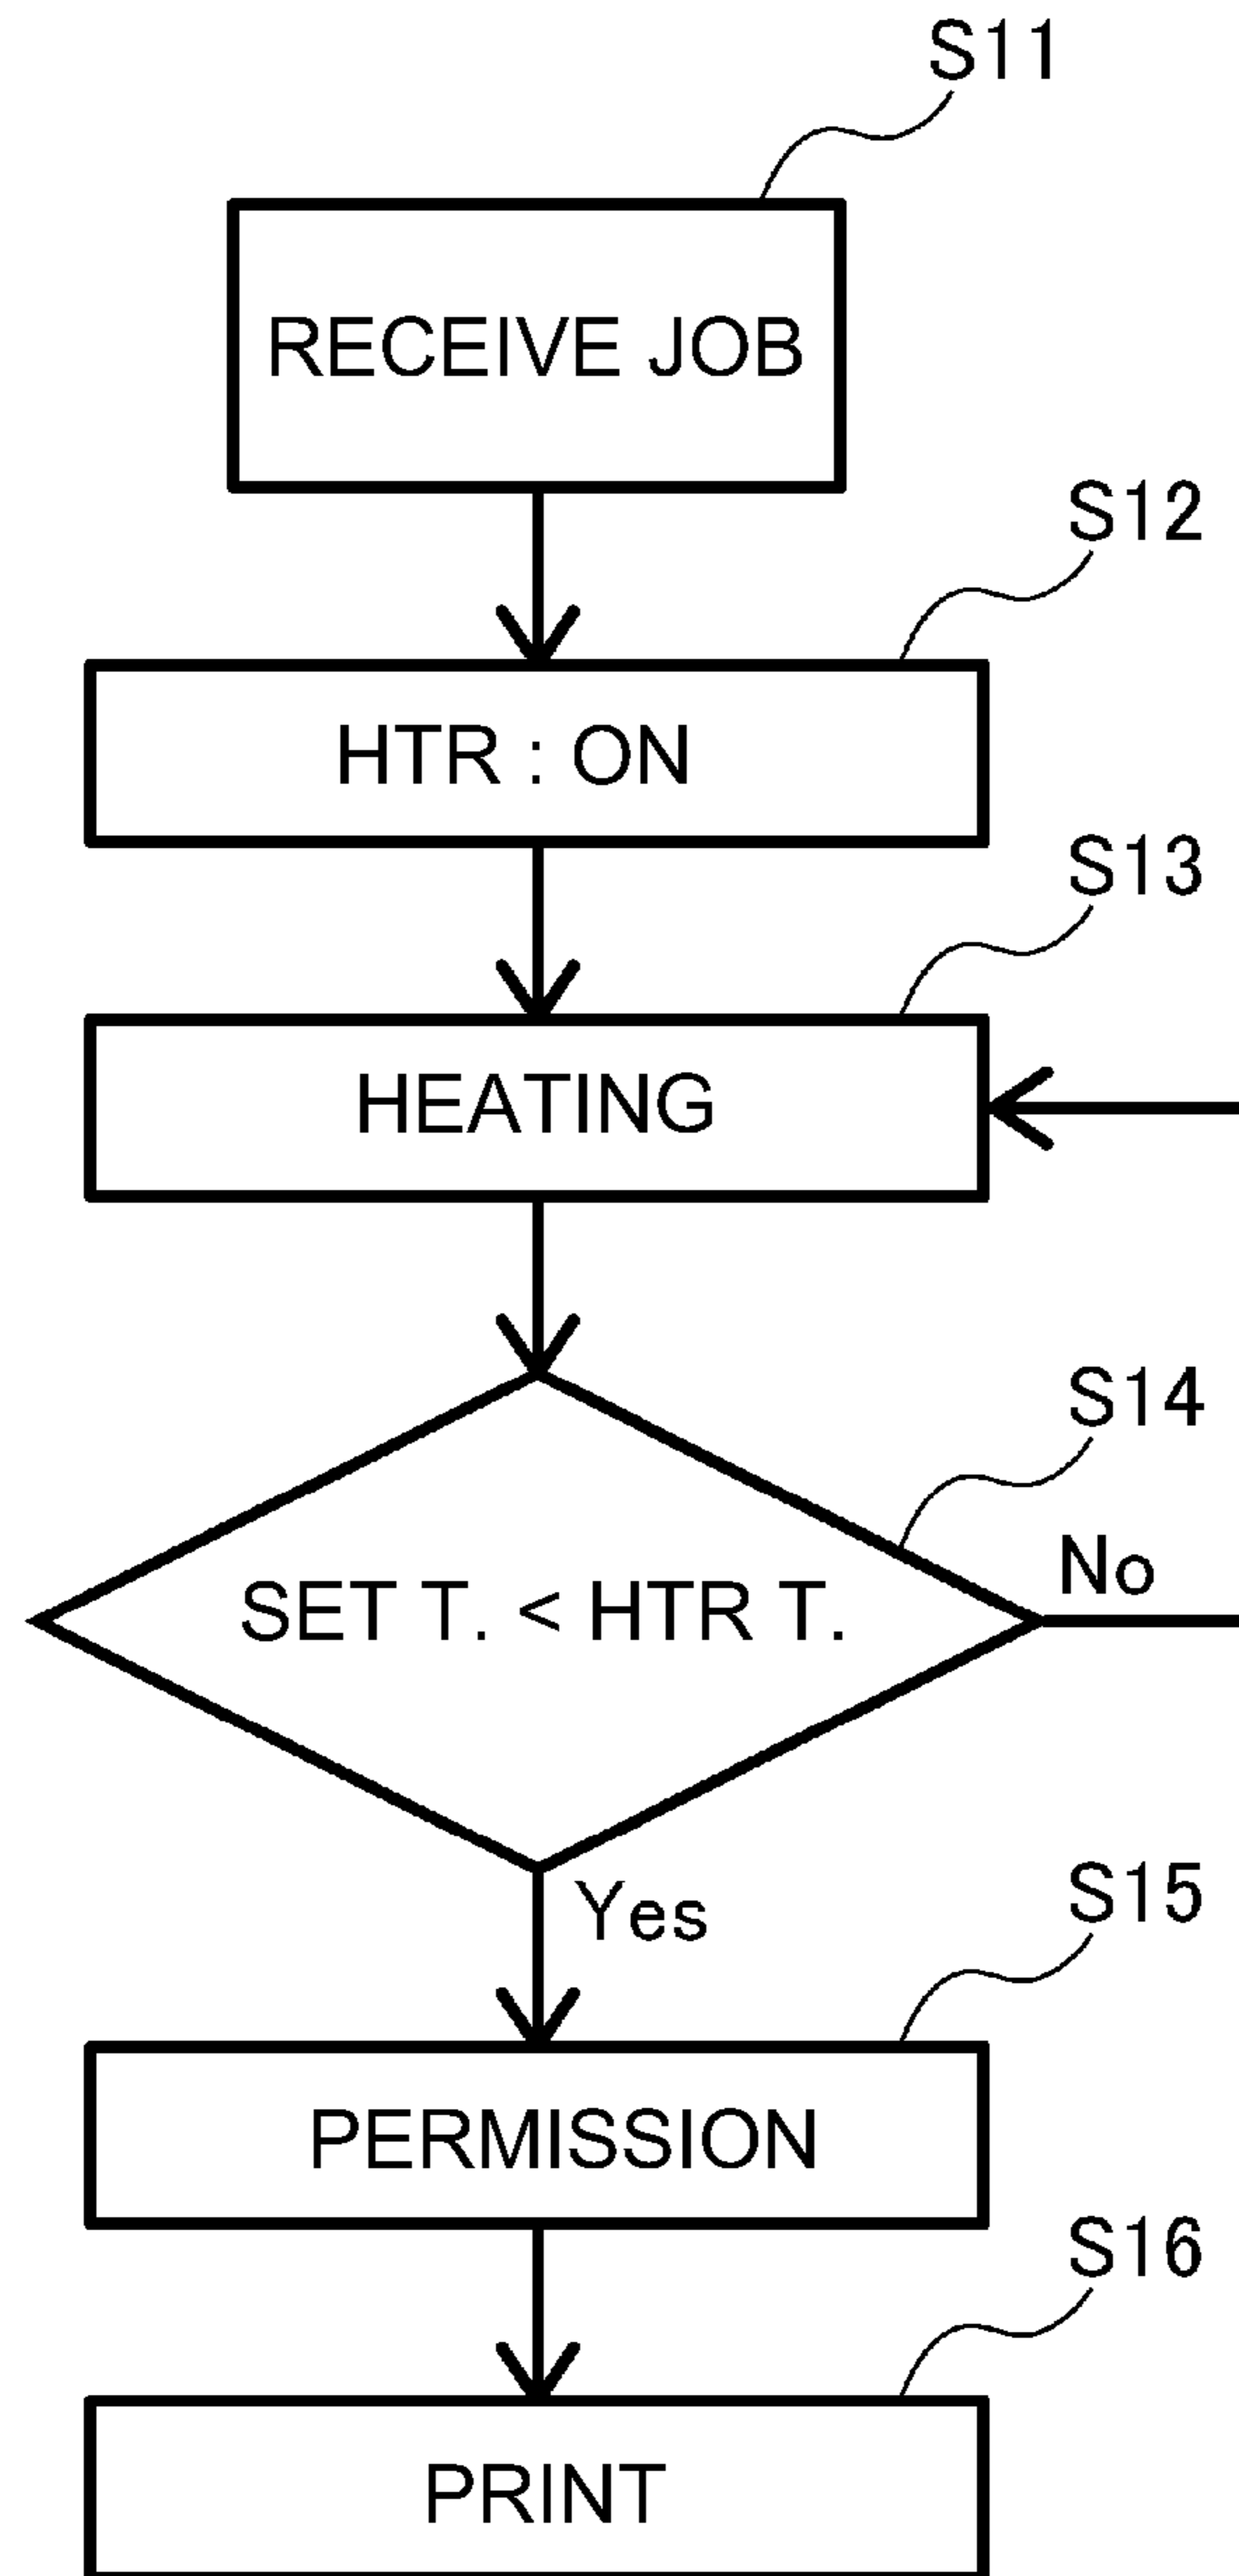 S11
RECEIVE JOB
S12
HTR : ON
S13
HEATING
S14
SET T. < HTR T.
No
Yes
S15
PERMISSION
S16
PRINT